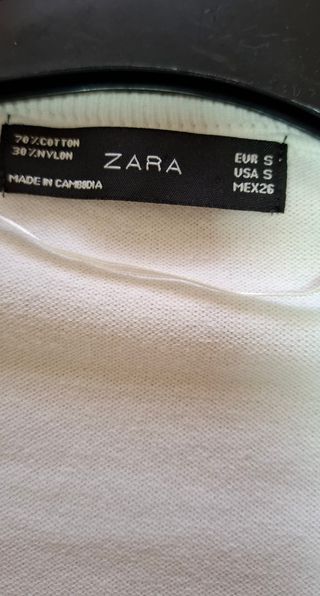 70%COTTON
30%NYLON
MADE IN CAMBODIA
ZARA
EUR S
USA S
MEX26